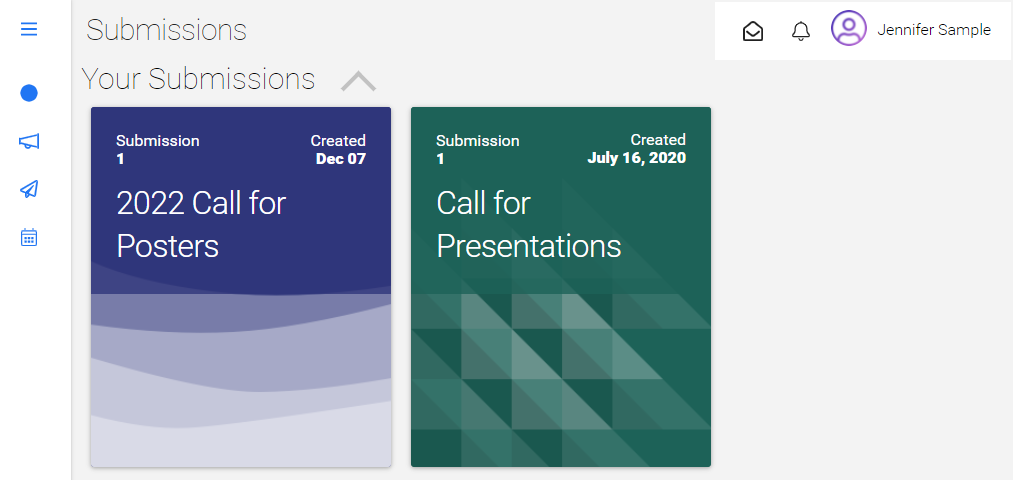 Submissions
Jennifer Sample
Your Submissions
Submission
1
Created
Dec 07
2022 Call for
Posters
Submission
1
Created
July 16, 2020
Call for
Presentations